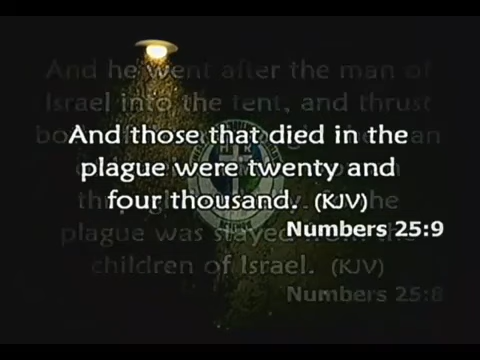 And those that died in the
plague were twenty and
four thousand. (KJV)
Numbers 25:9
And he went after the man of
Israel into the tent, and thrust
plague was stayed from the
children of Israel. (KJV)
Numbers 25:8